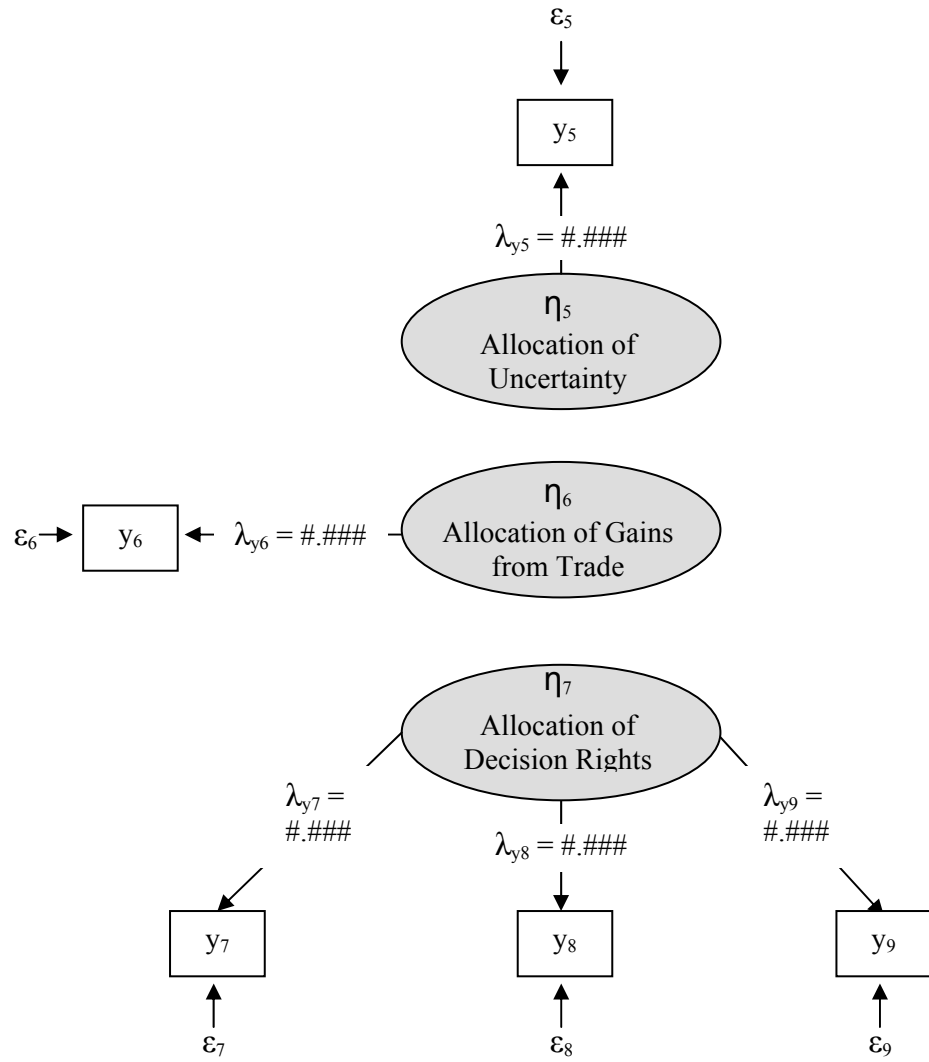 ε₅
y₅
λy₅ = #.###
η₅
Allocation of
Uncertainty
η₆
Allocation of Gains
from Trade
ε₆
y₆
λy₆ = #.###
η₇
Allocation of
Decision Rights
λy₇ =
#.###
λy₈ = #.###
λy₉ =
#.###
y₇
y₈
y₉
ε₇
ε₈
ε₉